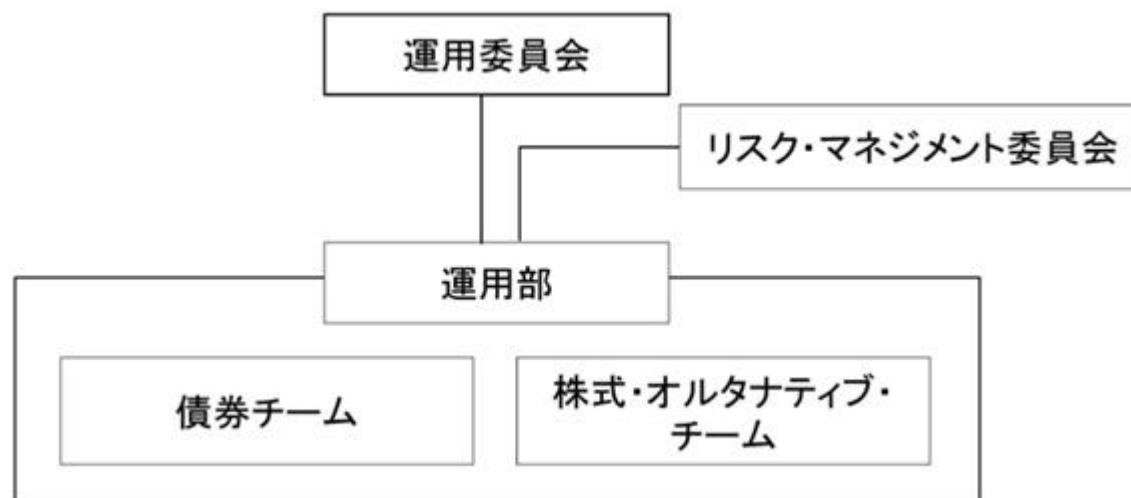 運用委員会
リスク・マネジメント委員会
運用部
債券チーム
株式・オルタナティブ・
チーム